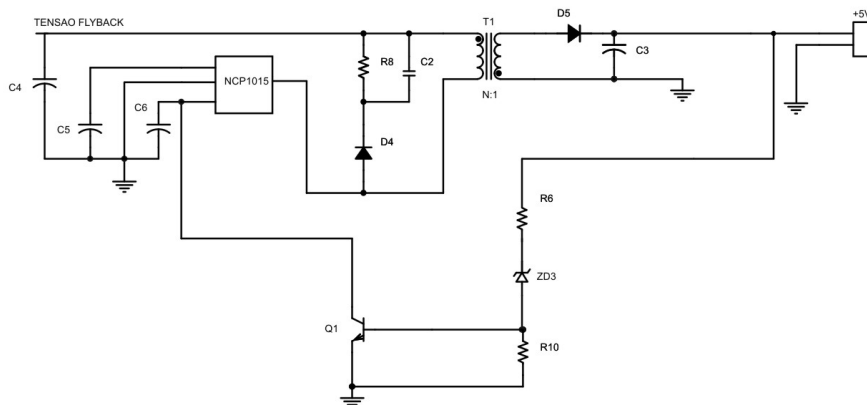 TENSAO FLYBACK
T1
D5
+5V
R8
C2
C3
NCP1015
C4
C6
C5
N:1
D4
R6
ZD3
Q1
R10